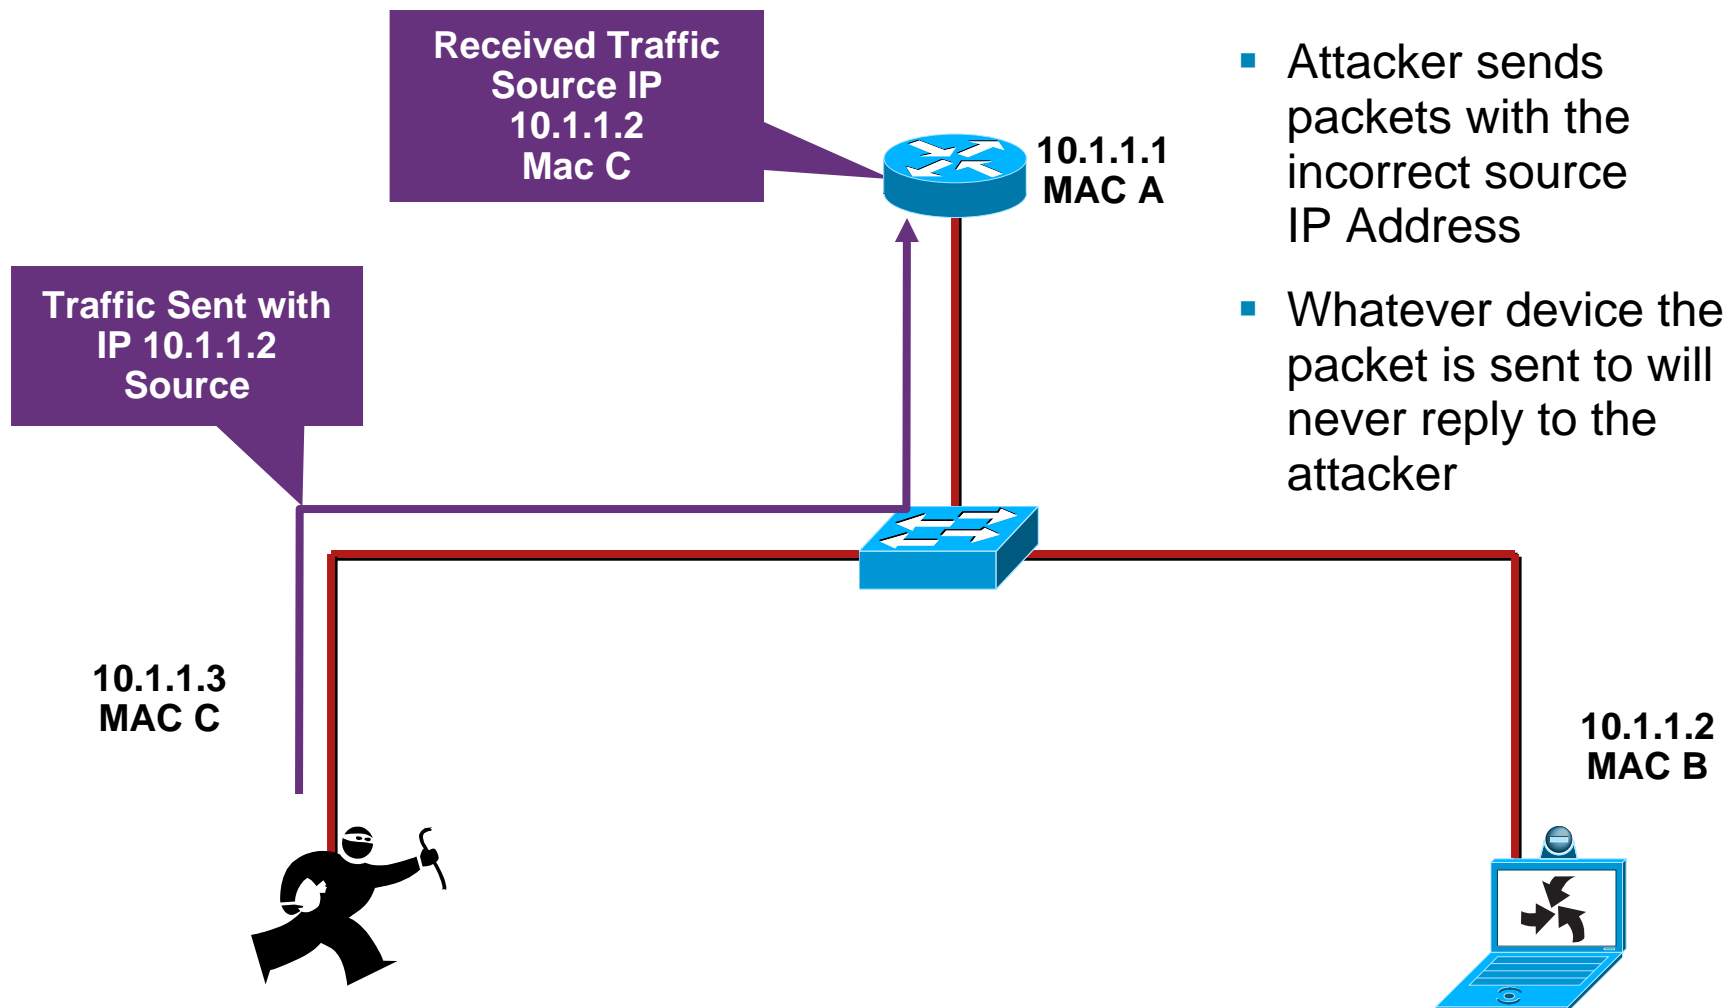 Received Traffic
Source IP
10.1.1.2
Mac C
10.1.1.1
MAC A
Traffic Sent with
IP 10.1.1.2
Source
10.1.1.3
MAC C
10.1.1.2
MAC B
▪ Attacker sends
packets with the
incorrect source
IP Address
▪ Whatever device the
packet is sent to will
never reply to the
attacker